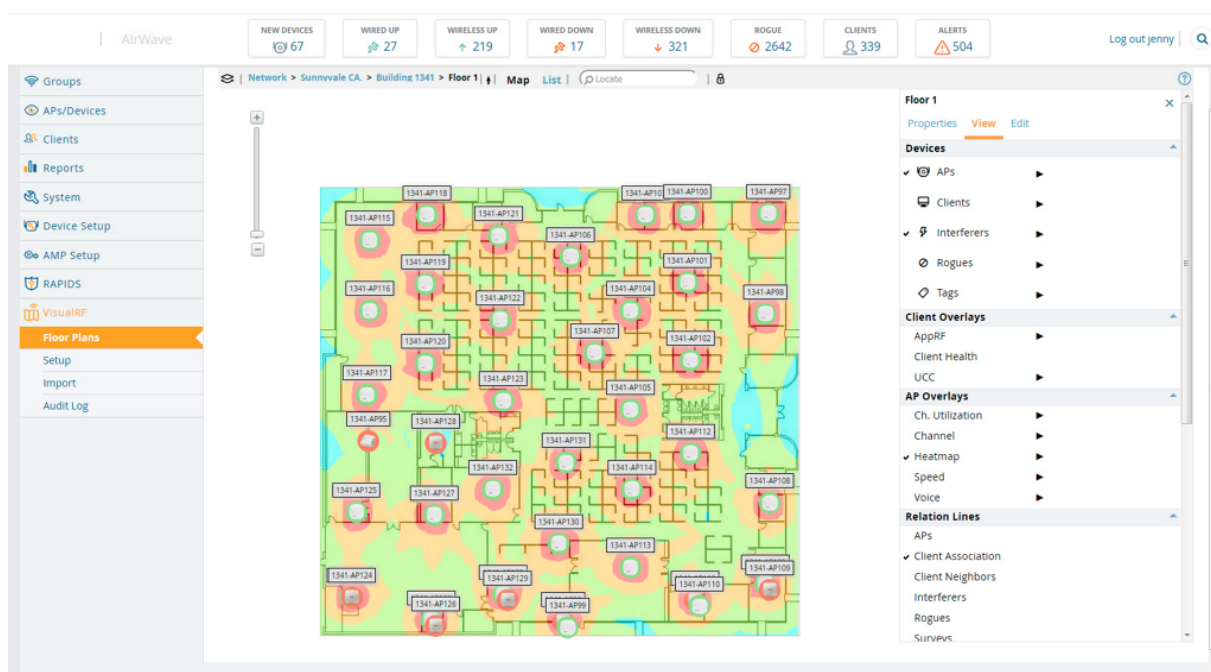 AirWave
NEW DEVICES
67
WIRED UP
27
WIRELESS UP
219
WIRED DOWN
17
WIRELESS DOWN
321
ROGUE
2642
CLIENTS
339
ALERTS
504
Log out jenny
Groups
APs/Devices
Clients
Reports
System
Device Setup
AMP Setup
RAPIDS
VisualRF
Floor Plans
Setup
Import
Audit Log
Network > Sunnyvale CA. > Building 1341 > Floor 1 Map List Locate
1341-AP118
1341-AP100
1341-AP97
1341-AP115
1341-AP121
1341-AP106
1341-AP119
1341-AP101
1341-AP116
1341-AP122
1341-AP104
1341-AP98
1341-AP107
1341-AP120
1341-AP102
1341-AP117
1341-AP123
1341-AP105
1341-AP95
1341-AP128
1341-AP112
1341-AP131
1341-AP132
1341-AP114
1341-AP108
1341-AP125
1341-AP127
1341-AP130
1341-AP113
1341-AP124
1341-AP129
1341-AP110
1341-AP109
1341-AP126
1341-AP99
Floor 1
Properties View Edit
Devices
APs
Clients
Interferers
Rogues
Tags
Client Overlays
AppRF
Client Health
UCC
AP Overlays
Ch. Utilization
Channel
Heatmap
Speed
Voice
Relation Lines
APs
Client Association
Client Neighbors
Interferers
Rogues
Surveys